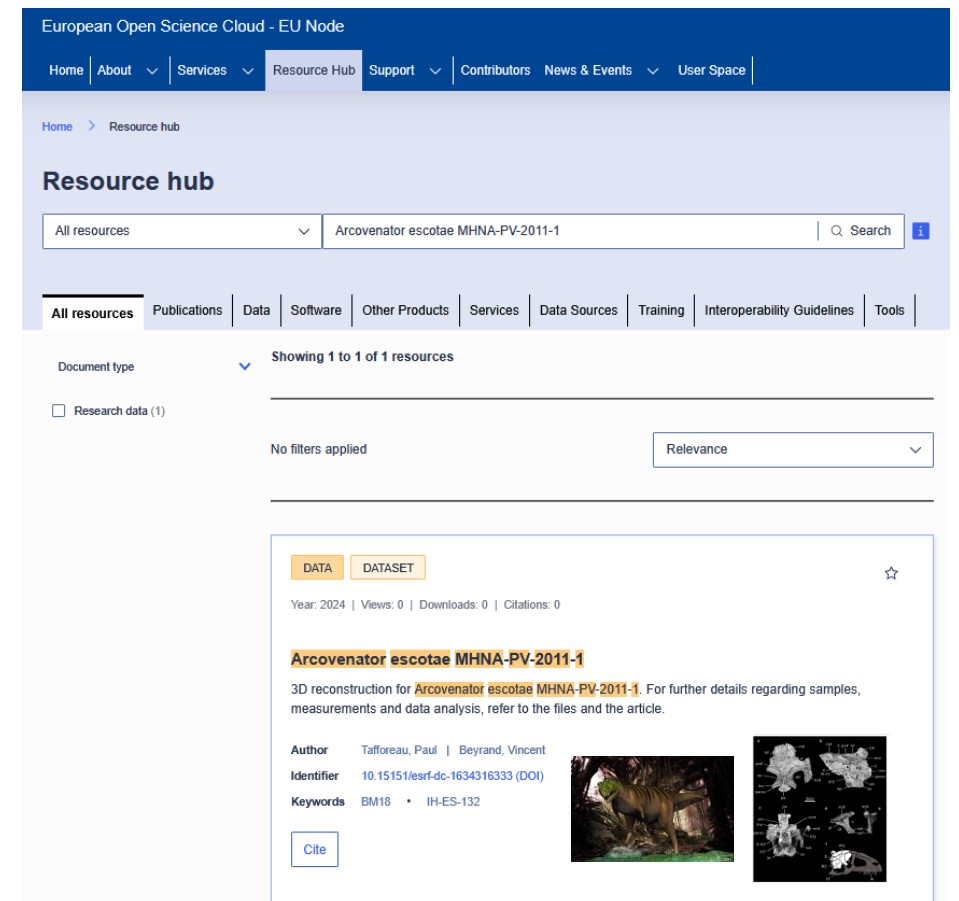 European Open Science Cloud - EU Node
Home About Services Resource Hub Support Contributors News & Events User Space
Home Resource hub
Resource hub
All resources Arcovenator escotae MHNA-PV-2011-1 Search i
All resources Publications Data Software Other Products Services Data Sources Training Interoperability Guidelines Tools
Document type
Showing 1 to 1 of 1 resources
Research data (1)
No filters applied Relevance
DATA DATASET
Year: 2024 | Views: 0 | Downloads: 0 | Citations: 0
Arcovenator escotae MHNA-PV-2011-1
3D reconstruction for Arcovenator escotae MHNA-PV-2011-1. For further details regarding samples,
measurements and data analysis, refer to the files and the article.
Author Tafforeau, Paul | Beyrand, Vincent
Identifier 10.15151/esrf-dc-1634316333 (DOI)
Keywords BM18 • IH-ES-132
Cite